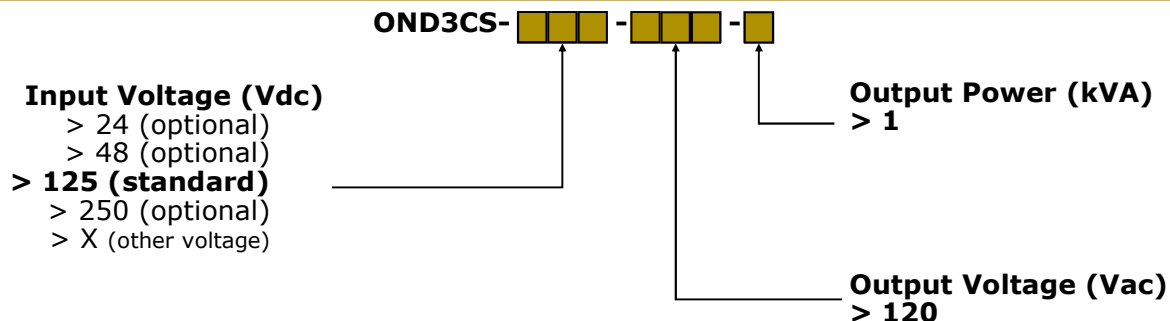 OND3CS- - -
Input Voltage (Vdc)
> 24 (optional)
> 48 (optional)
> 125 (standard)
> 250 (optional)
> X (other voltage)
Output Power (kVA)
> 1
Output Voltage (Vac)
> 120